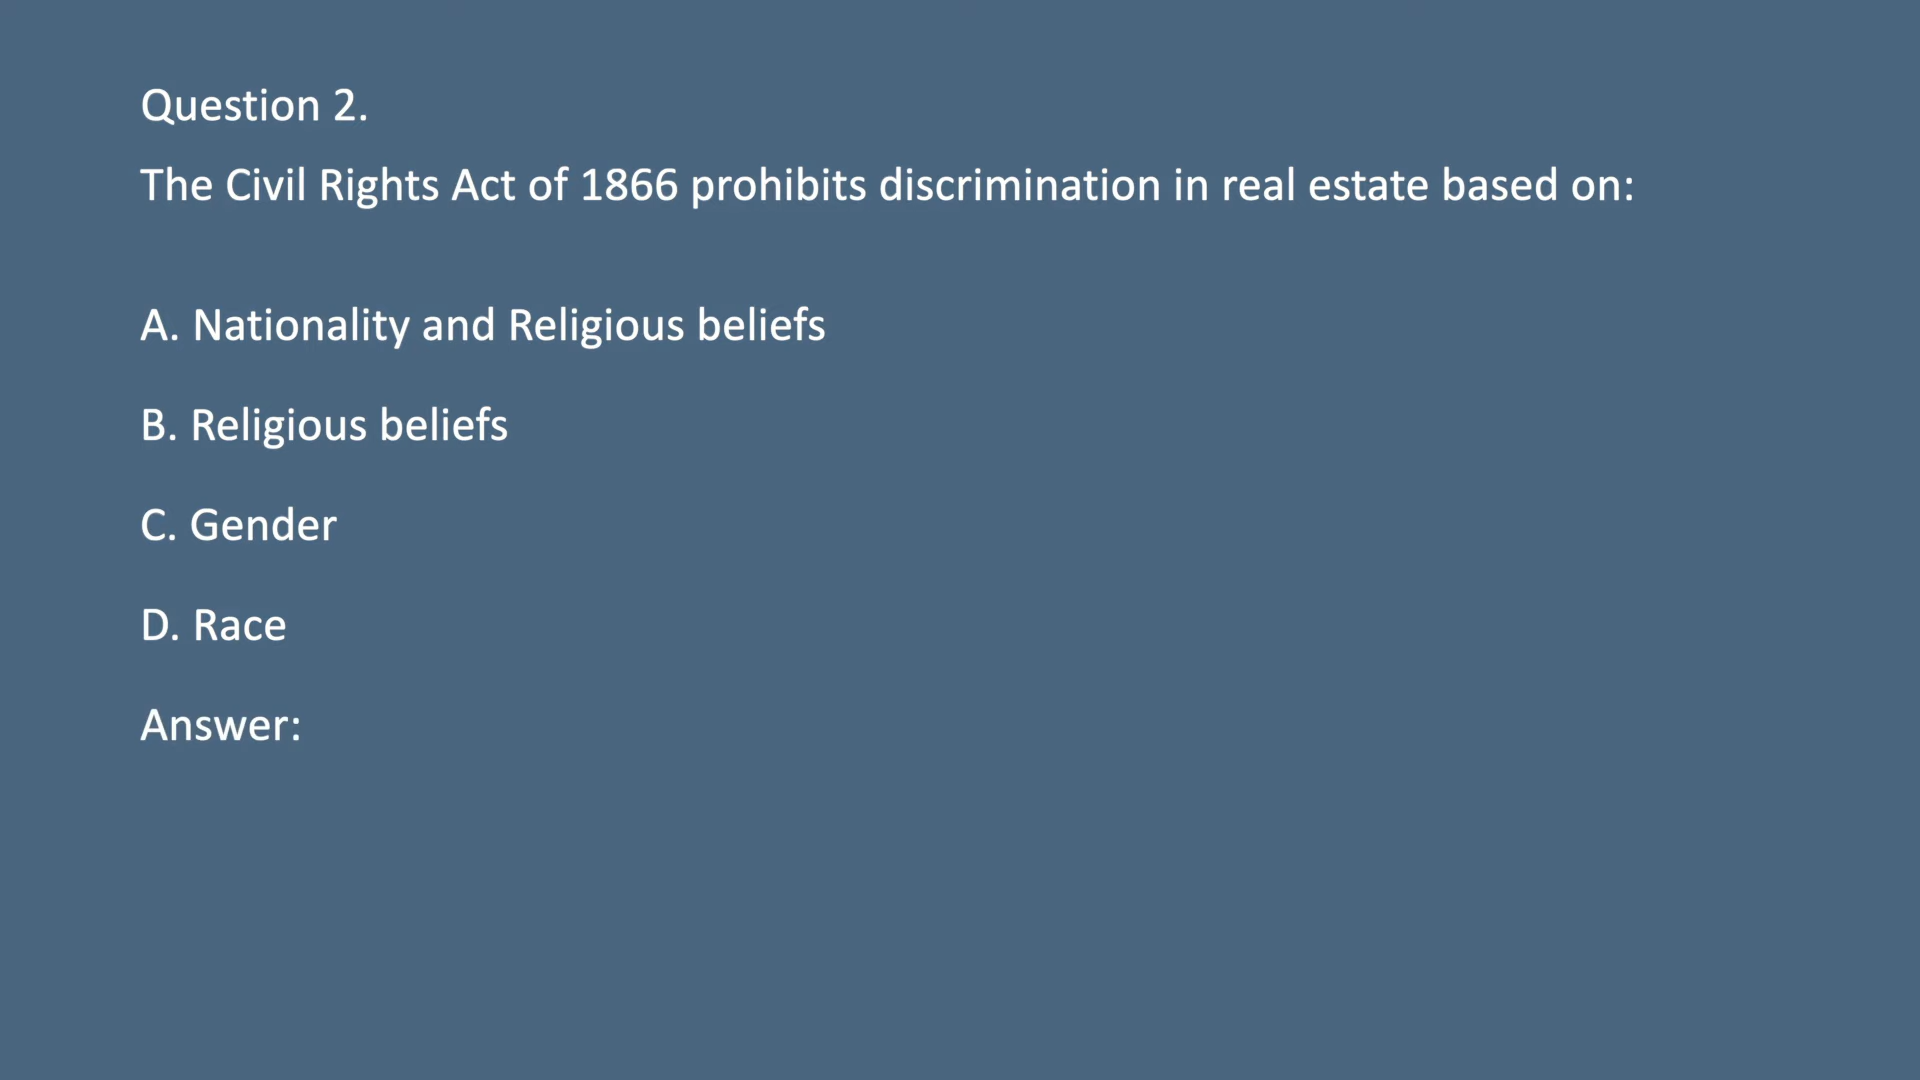 Question 2.
The Civil Rights Act of 1866 prohibits discrimination in real estate based on:
A. Nationality and Religious beliefs
B. Religious beliefs
C. Gender
D. Race
Answer: